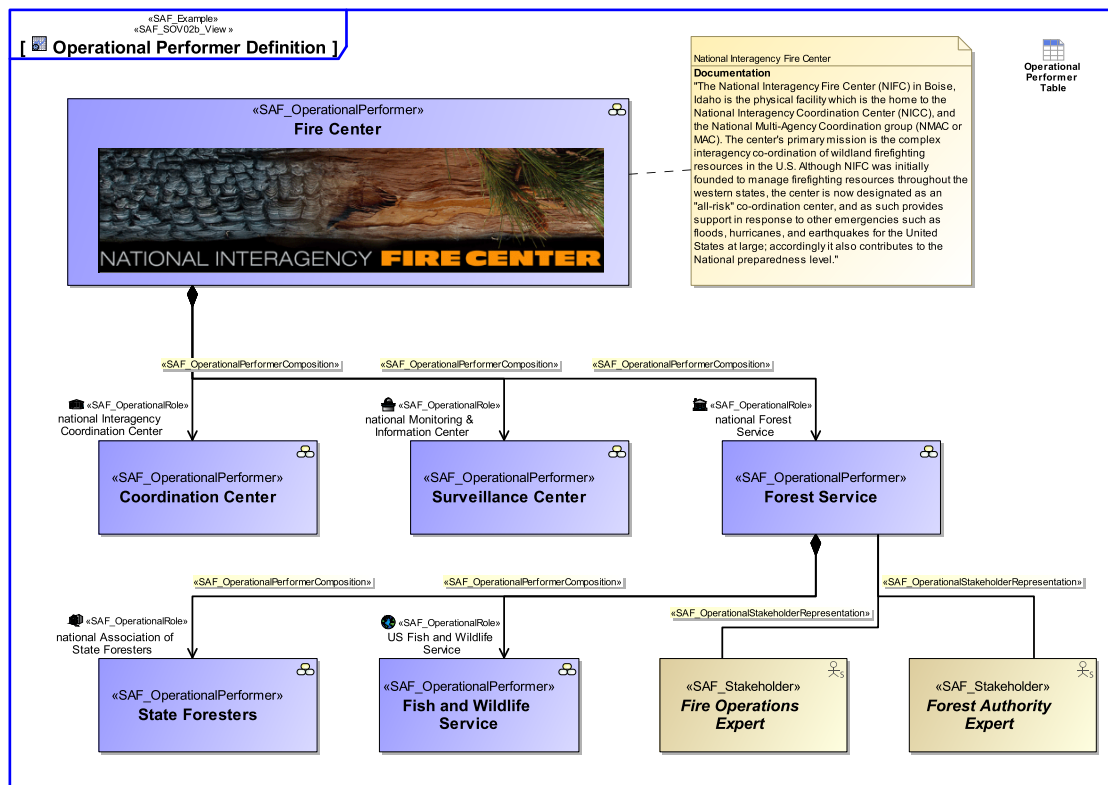 «SAF_Example»
«SAF_SOV02b_View »
[ Operational Performer Definition ]
National Interagency Fire Center
Documentation
"The National Interagency Fire Center (NIFC) in Boise,
Idaho is the physical facility which is the home to the
National Interagency Coordination Center (NICC), and
the National Multi-Agency Coordination group (NMAC or
MAC). The center's primary mission is the complex
interagency co-ordination of wildland firefighting
resources in the U.S. Although NIFC was initially
founded to manage firefighting resources throughout the
western states, the center is now designated as an
"all-risk" co-ordination center, and as such provides
support in response to other emergencies such as
floods, hurricanes, and earthquakes for the United
States at large; accordingly it also contributes to the
National preparedness level."
Operational
Performer
Table
«SAF_OperationalPerformer»
Fire Center
NATIONAL INTERAGENCY FIRE CENTER
«SAF_OperationalPerformerComposition»
«SAF_OperationalPerformerComposition»
«SAF_OperationalPerformerComposition»
«SAF_OperationalRole»
national Interagency
Coordination Center
«SAF_OperationalRole»
national Monitoring &
Information Center
«SAF_OperationalRole»
national Forest
Service
«SAF_OperationalPerformer»
Coordination Center
«SAF_OperationalPerformer»
Surveillance Center
«SAF_OperationalPerformer»
Forest Service
«SAF_OperationalPerformerComposition»
«SAF_OperationalPerformerComposition»
«SAF_OperationalStakeholderRepresentation»
«SAF_OperationalStakeholderRepresentation»
«SAF_OperationalRole»
national Association of
State Foresters
«SAF_OperationalRole»
US Fish and Wildlife
Service
«SAF_OperationalPerformer»
State Foresters
«SAF_OperationalPerformer»
Fish and Wildlife
Service
S
«SAF_Stakeholder»
Fire Operations
Expert
S
«SAF_Stakeholder»
Forest Authority
Expert